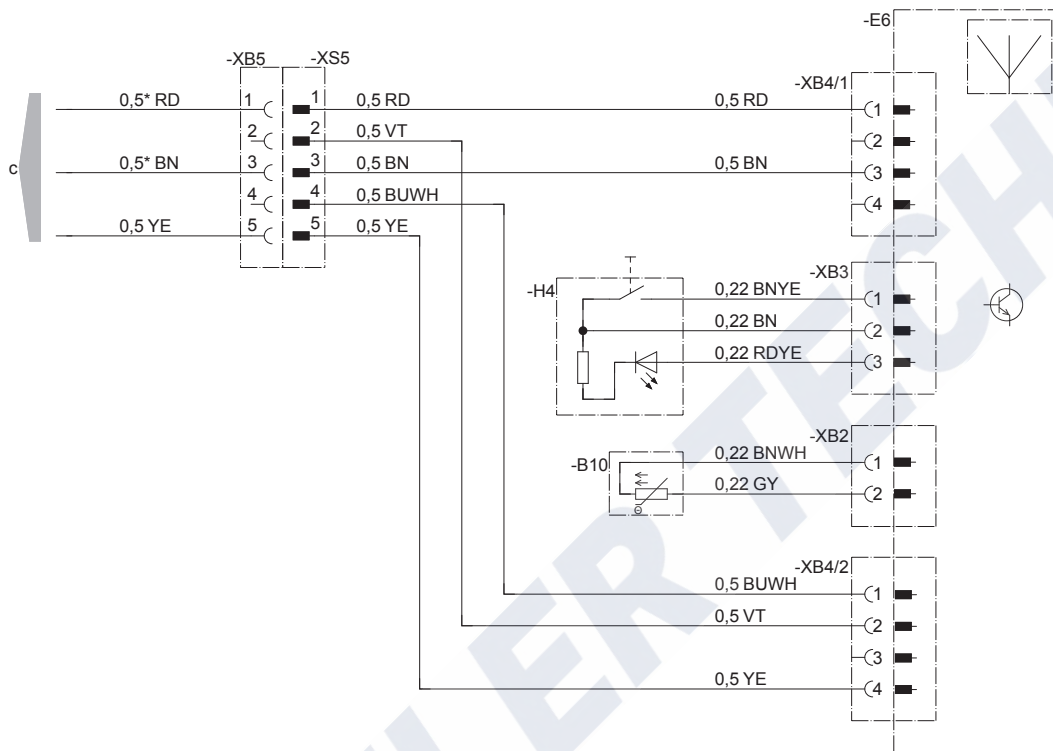 -E6
-XB5 -XS5
-XB4/1
0,5* RD 1 1 0,5 RD 0,5 RD 1
2 2 0,5 VT 2
c 0,5* BN 3 3 0,5 BN 0,5 BN 3
4 4 0,5 BUWH 4
0,5 YE 5 5 0,5 YE
-XB3
-H4
0,22 BNYE 1
0,22 BN 2
0,22 RDYE 3
-XB2
-B10
0,22 BNWH 1
0,22 GY 2
Θ
-XB4/2
0,5 BUWH 1
0,5 VT 2
3
0,5 YE 4
LER TECH